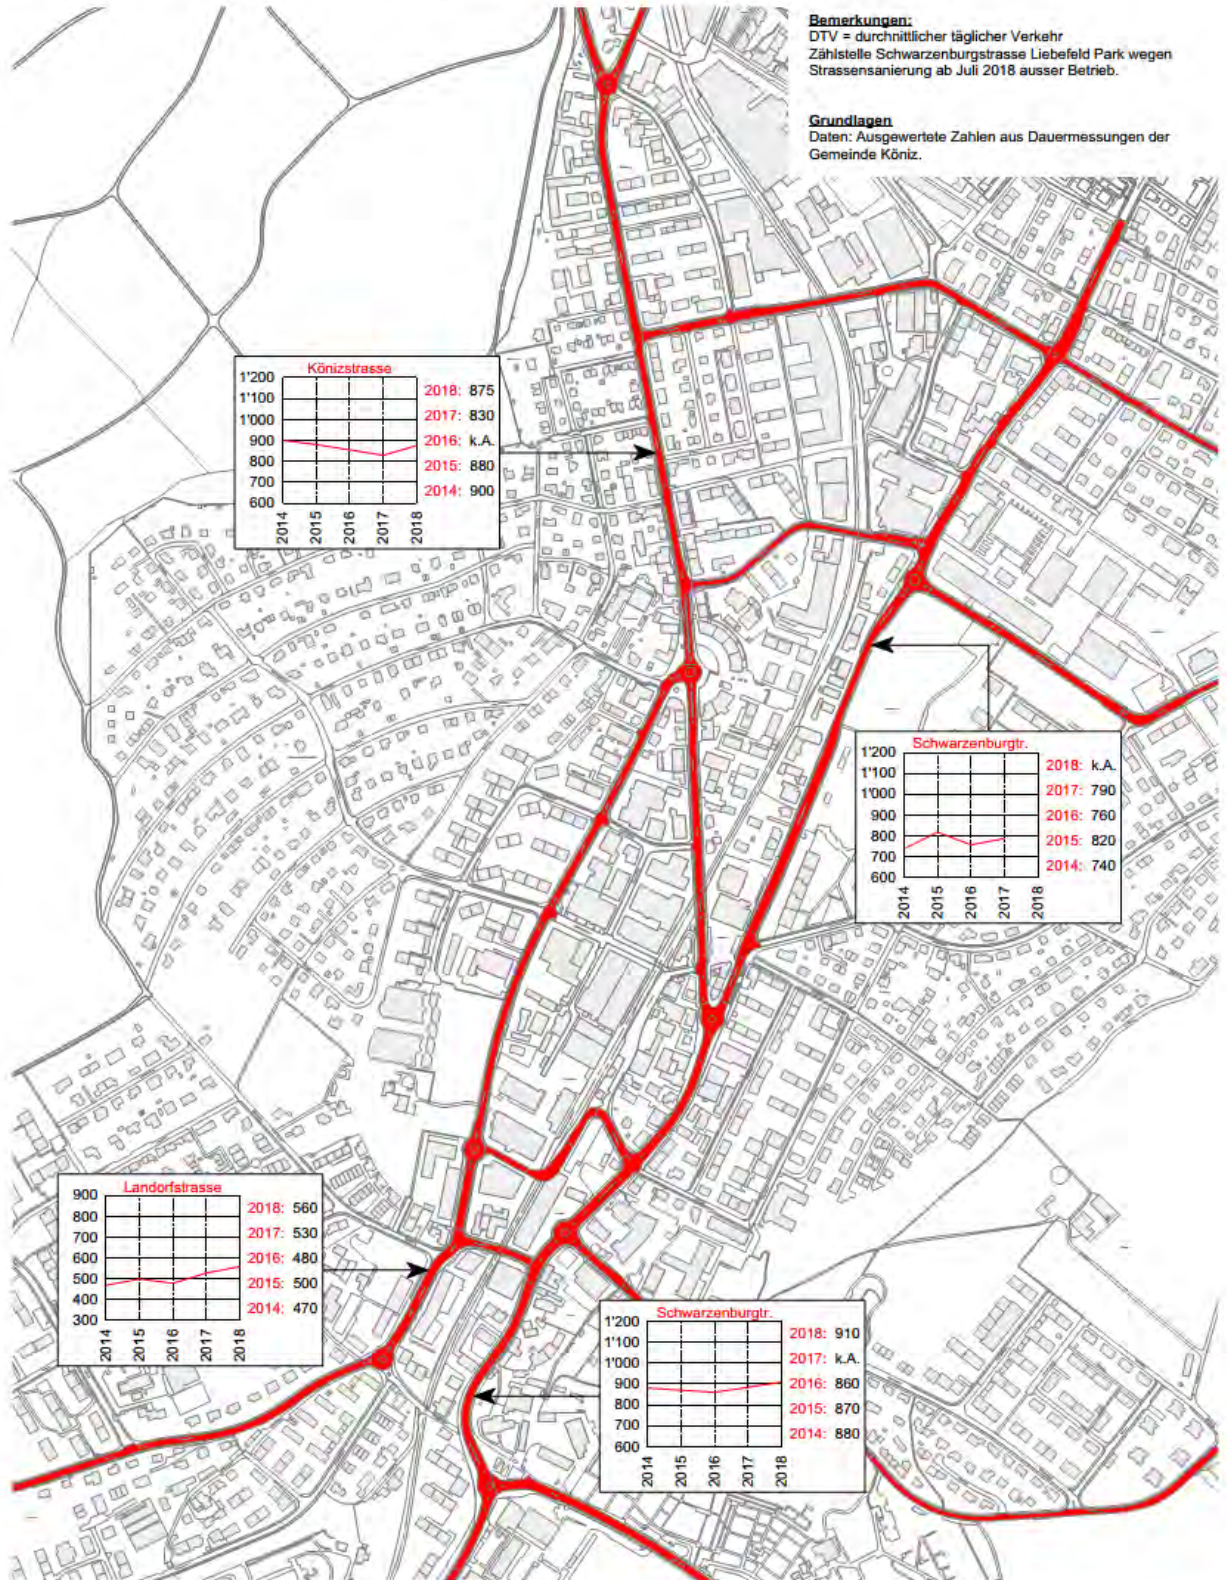 Bemerkungen:
DTV = durchnittlicher täglicher Verkehr
Zählstelle Schwarzenburgstrasse Liebefeld Park wegen
Strassensanierung ab Juli 2018 ausser Betrieb.
Grundlagen
Daten: Ausgewertete Zahlen aus Dauermessungen der
Gemeinde Köniz.
Könizstrasse
1'200
1'100
1'000
900
800
700
600
2014 2015 2016 2017 2018
2018: 875
2017: 830
2016: k.A.
2015: 880
2014: 900
Schwarzenburgtr.
1'200
1'100
1'000
900
800
700
600
2014 2015 2016 2017 2018
2018: k.A.
2017: 790
2016: 760
2015: 820
2014: 740
Landorfstrasse
900
800
700
600
500
400
300
2014 2015 2016 2017 2018
2018: 560
2017: 530
2016: 480
2015: 500
2014: 470
Schwarzenburgtr.
1'200
1'100
1'000
900
800
700
600
2014 2015 2016 2017 2018
2018: 910
2017: k.A.
2016: 860
2015: 870
2014: 880